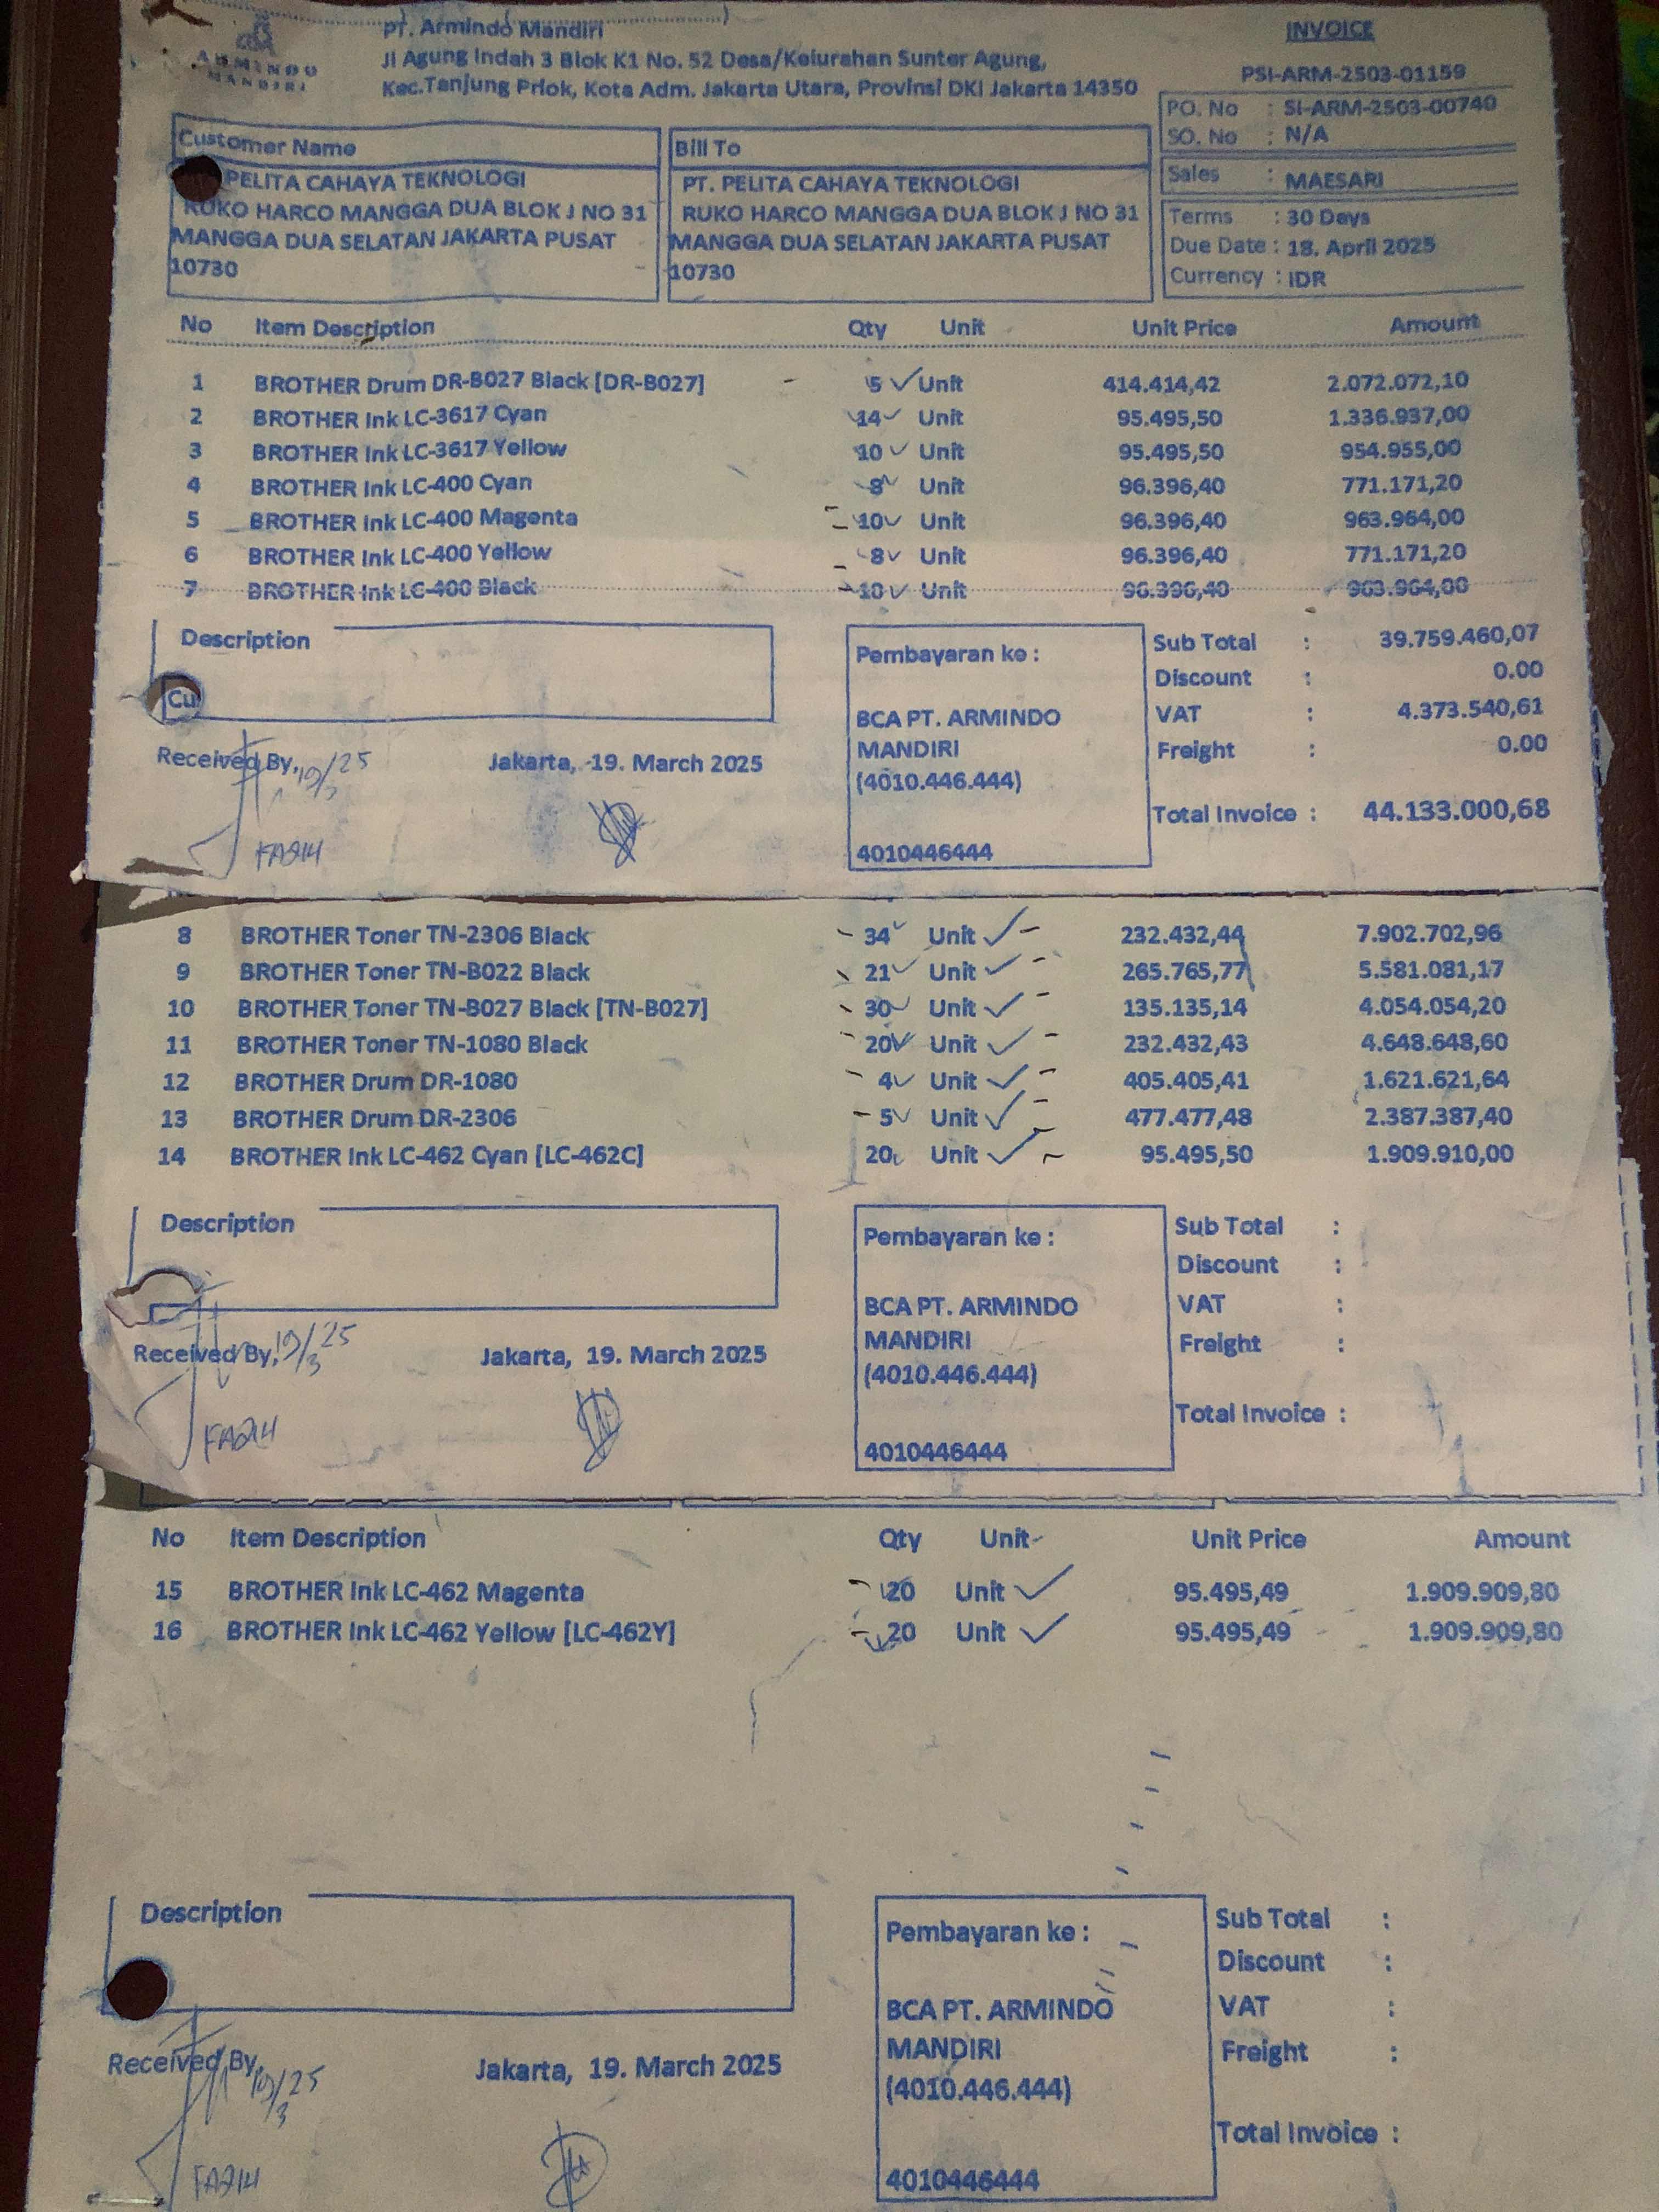 ARMINDO
MANDIRI
PT. Armindo Mandiri
Jl Agung Indah 3 Blok K1 No. 52 Desa/Kelurahan Sunter Agung,
Kec.Tanjung Priok, Kota Adm. Jakarta Utara, Provinsi DKI Jakarta 14350
INVOICE
PSI-ARM-2503-01159
PO. No : SI-ARM-2503-00740
SO. No : N/A
Sales : MAESARI
Terms : 30 Days
Due Date : 18. April 2025
Currency : IDR
Customer Name
PELITA CAHAYA TEKNOLOGI
RUKO HARCO MANGGA DUA BLOK J NO 31
MANGGA DUA SELATAN JAKARTA PUSAT
10730
Bill To
PT. PELITA CAHAYA TEKNOLOGI
RUKO HARCO MANGGA DUA BLOK J NO 31
MANGGA DUA SELATAN JAKARTA PUSAT
10730
No Item Description Qty Unit Unit Price Amount
1 BROTHER Drum DR-B027 Black [DR-B027] 5 Unit 414.414,42 2.072.072,10
2 BROTHER Ink LC-3617 Cyan 14 Unit 95.495,50 1.336.937,00
3 BROTHER Ink LC-3617 Yellow 10 Unit 95.495,50 954.955,00
4 BROTHER Ink LC-400 Cyan 8 Unit 96.396,40 771.171,20
5 BROTHER Ink LC-400 Magenta 10 Unit 96.396,40 963.964,00
6 BROTHER Ink LC-400 Yellow 8 Unit 96.396,40 771.171,20
7 BROTHER Ink LC-400 Black 10 Unit 96.396,40 963.964,00
Description
Cu
Received By,
19/3 25
FAJ214
Jakarta, 19. March 2025
Pembayaran ke :
BCA PT. ARMINDO
MANDIRI
(4010.446.444)
4010446444
Sub Total : 39.759.460,07
Discount : 0.00
VAT : 4.373.540,61
Freight : 0.00
Total Invoice : 44.133.000,68
8 BROTHER Toner TN-2306 Black 34 Unit 232.432,44 7.902.702,96
9 BROTHER Toner TN-B022 Black 21 Unit 265.765,77 5.581.081,17
10 BROTHER Toner TN-B027 Black [TN-B027] 30 Unit 135.135,14 4.054.054,20
11 BROTHER Toner TN-1080 Black 20 Unit 232.432,43 4.648.648,60
12 BROTHER Drum DR-1080 4 Unit 405.405,41 1.621.621,64
13 BROTHER Drum DR-2306 5 Unit 477.477,48 2.387.387,40
14 BROTHER Ink LC-462 Cyan [LC-462C] 20 Unit 95.495,50 1.909.910,00
Description
Received By,
19/3 25
Jakarta, 19. March 2025
Pembayaran ke :
BCA PT. ARMINDO
MANDIRI
(4010.446.444)
4010446444
Sub Total :
Discount :
VAT :
Freight :
Total Invoice :
No Item Description Qty Unit Unit Price Amount
15 BROTHER Ink LC-462 Magenta 20 Unit 95.495,49 1.909.909,80
16 BROTHER Ink LC-462 Yellow [LC-462Y] 20 Unit 95.495,49 1.909.909,80
Description
Received By,
19/3 25
Jakarta, 19. March 2025
Pembayaran ke :
BCA PT. ARMINDO
MANDIRI
(4010.446.444)
4010446444
Sub Total :
Discount :
VAT :
Freight :
Total Invoice :